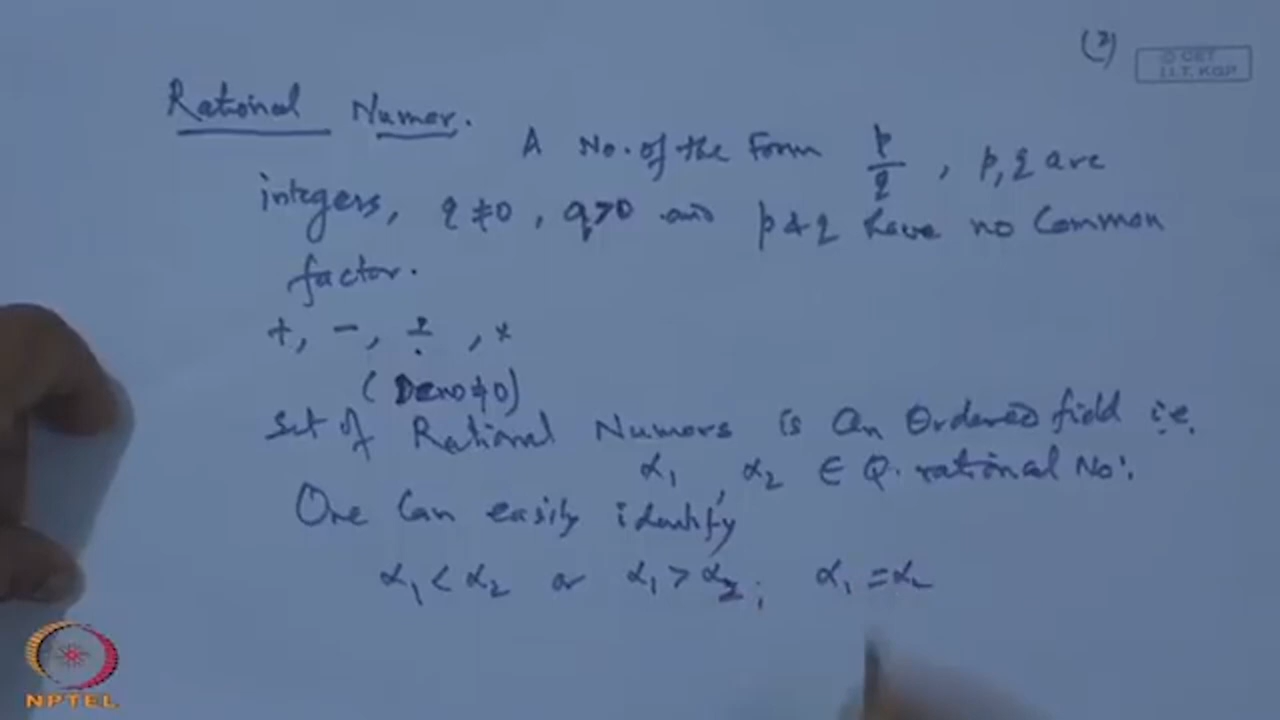 (2)
© CET
I.I.T. KGP
Rational Numer.
A No. of the Form p/q , p,q are
integers, q ≠ 0 , q>0 and p & q have no Common
factor.
+, -, ÷ , ×
( Deno ≠ 0)
Set of Rational Numers is an Ordered field i.e.
α₁ , α₂ ∈ Q. rational No:
One Can easily identify
α₁ < α₂ or α₁ > α₂ ; α₁ = α₂
NPTEL